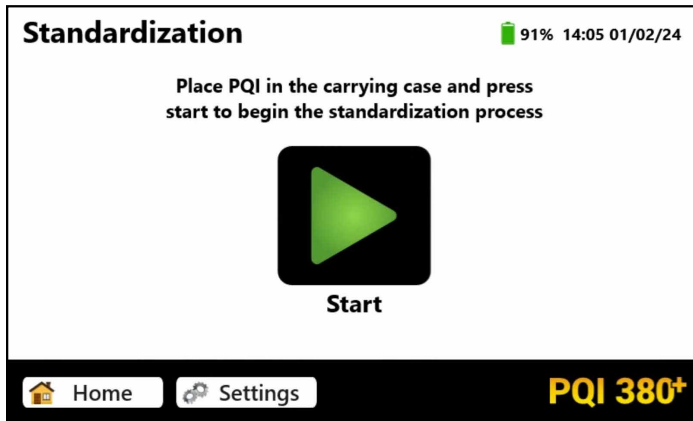 Standardization
91% 14:05 01/02/24
Place PQI in the carrying case and press
start to begin the standardization process
Start
Home
Settings
PQI 380+